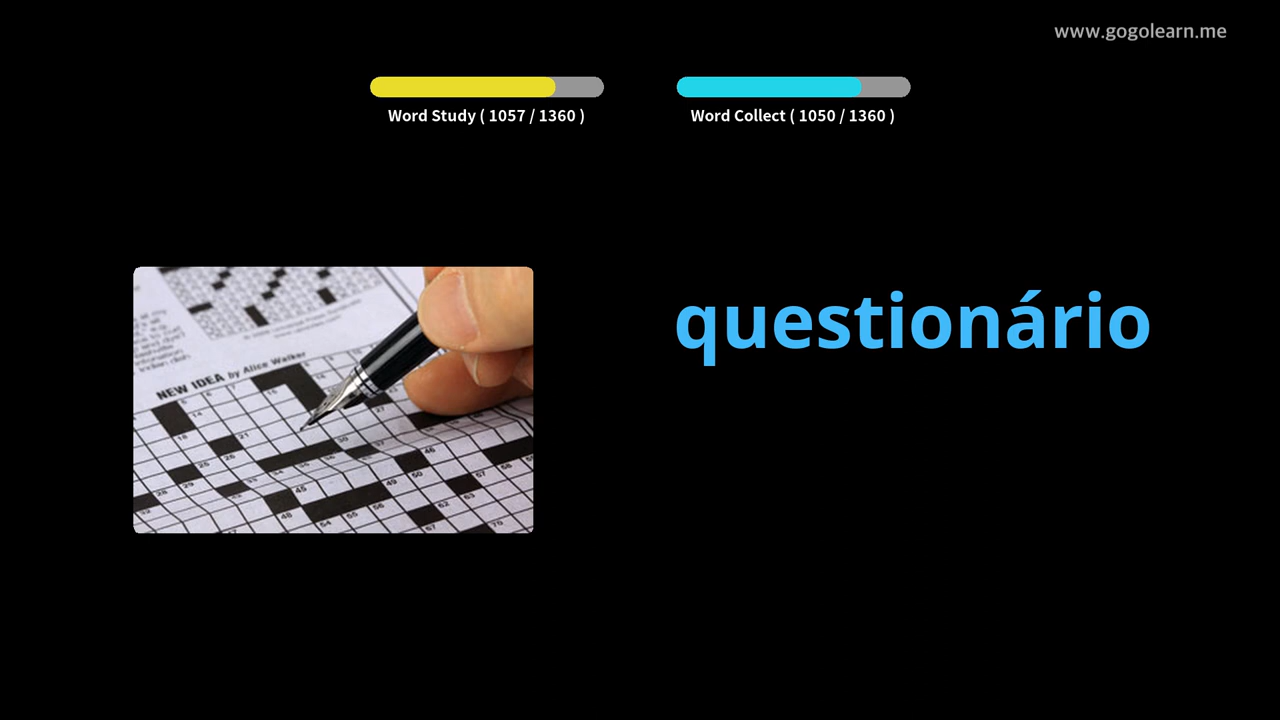 www.gogolearn.me
Word Study ( 1057 / 1360 )
Word Collect ( 1050 / 1360 )
questionário
NEW IDEA by Alice Walker